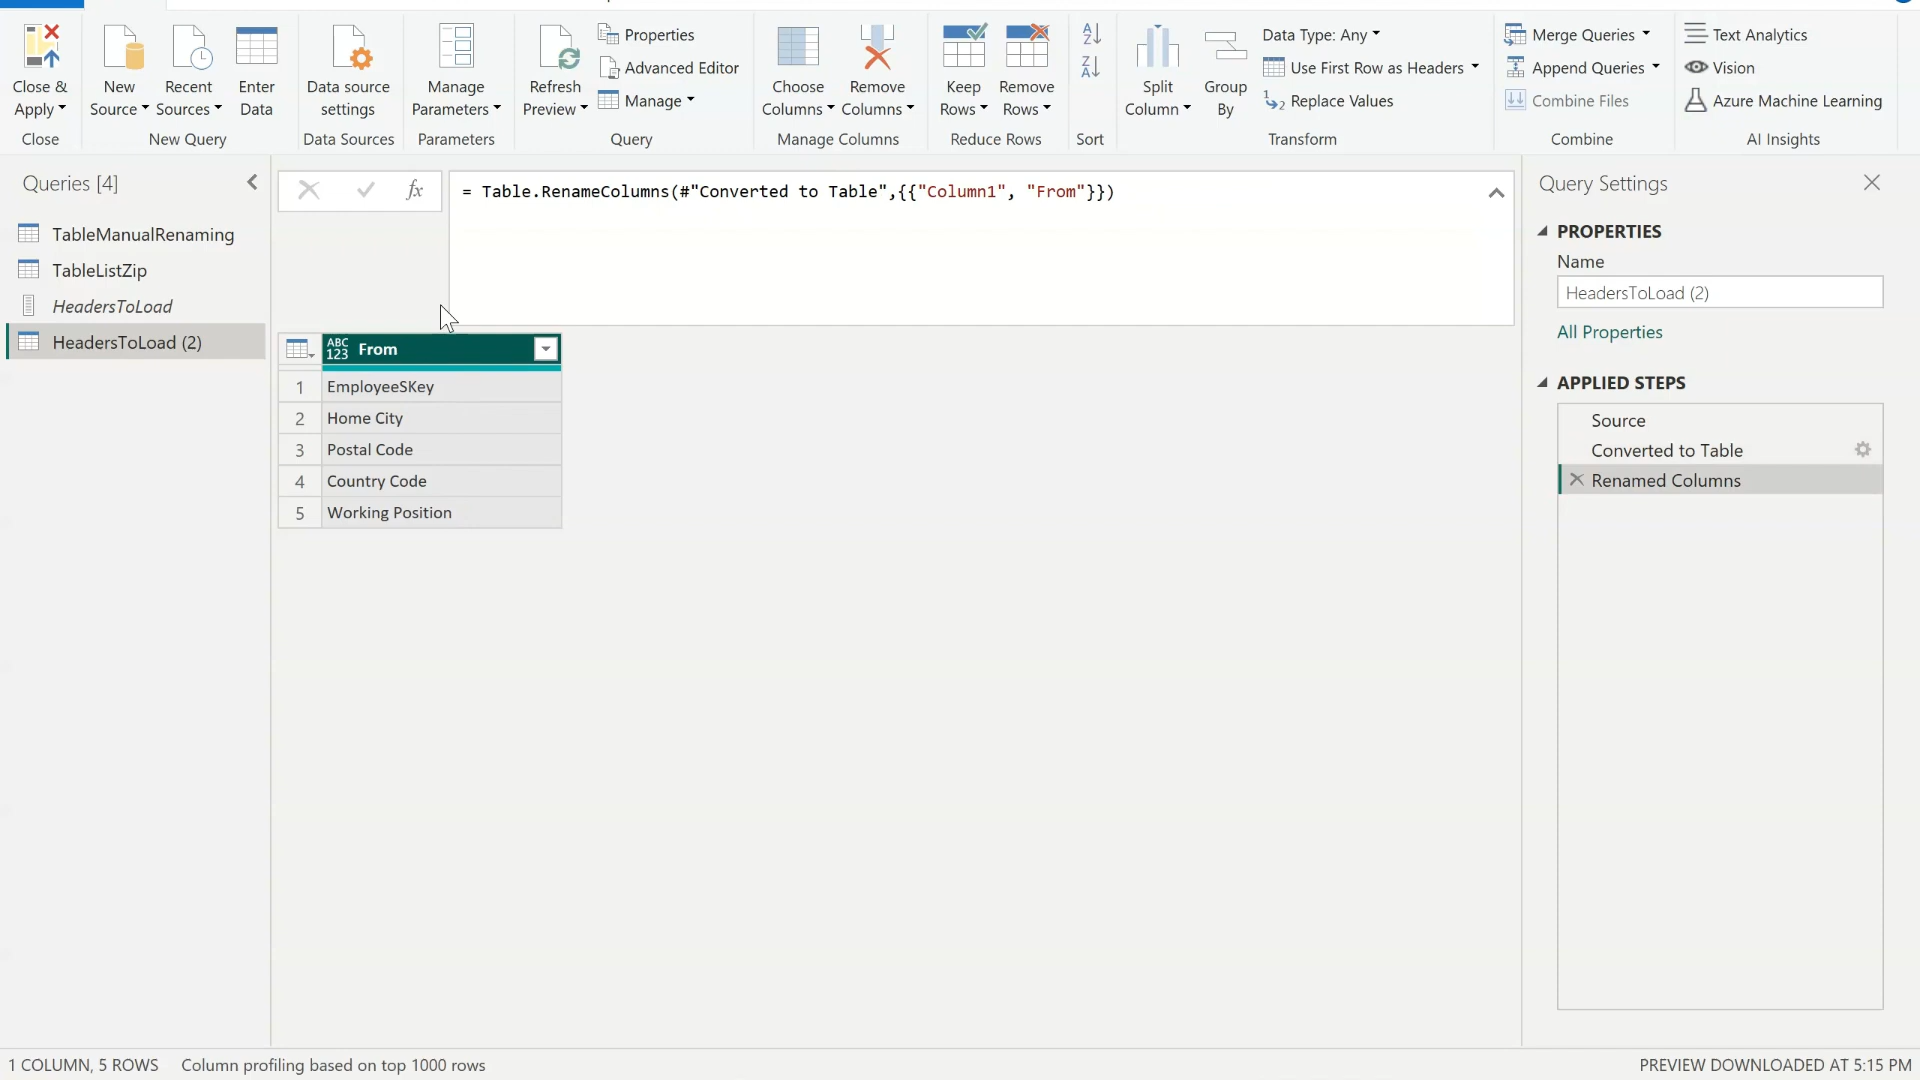 Close &
Apply
Close
New
Source
Recent
Sources
Enter
Data
New Query
Data source
settings
Data Sources
Manage
Parameters
Parameters
Refresh
Preview
Properties
Advanced Editor
Manage
Query
Choose
Columns
Remove
Columns
Manage Columns
Keep
Rows
Remove
Rows
Reduce Rows
A
Z
Z
A
Sort
Split
Column
Group
By
Data Type: Any
Use First Row as Headers
1 2 Replace Values
Transform
Merge Queries
Append Queries
Combine Files
Combine
Text Analytics
Vision
Azure Machine Learning
AI Insights
Queries [4]
TableManualRenaming
TableListZip
HeadersToLoad
HeadersToLoad (2)
fx
= Table.RenameColumns(#"Converted to Table",{{"Column1", "From"}})
ABC
123
From
1 EmployeeSKey
2 Home City
3 Postal Code
4 Country Code
5 Working Position
Query Settings
PROPERTIES
Name
HeadersToLoad (2)
All Properties
APPLIED STEPS
Source
Converted to Table
Renamed Columns
1 COLUMN, 5 ROWS
Column profiling based on top 1000 rows
PREVIEW DOWNLOADED AT 5:15 PM